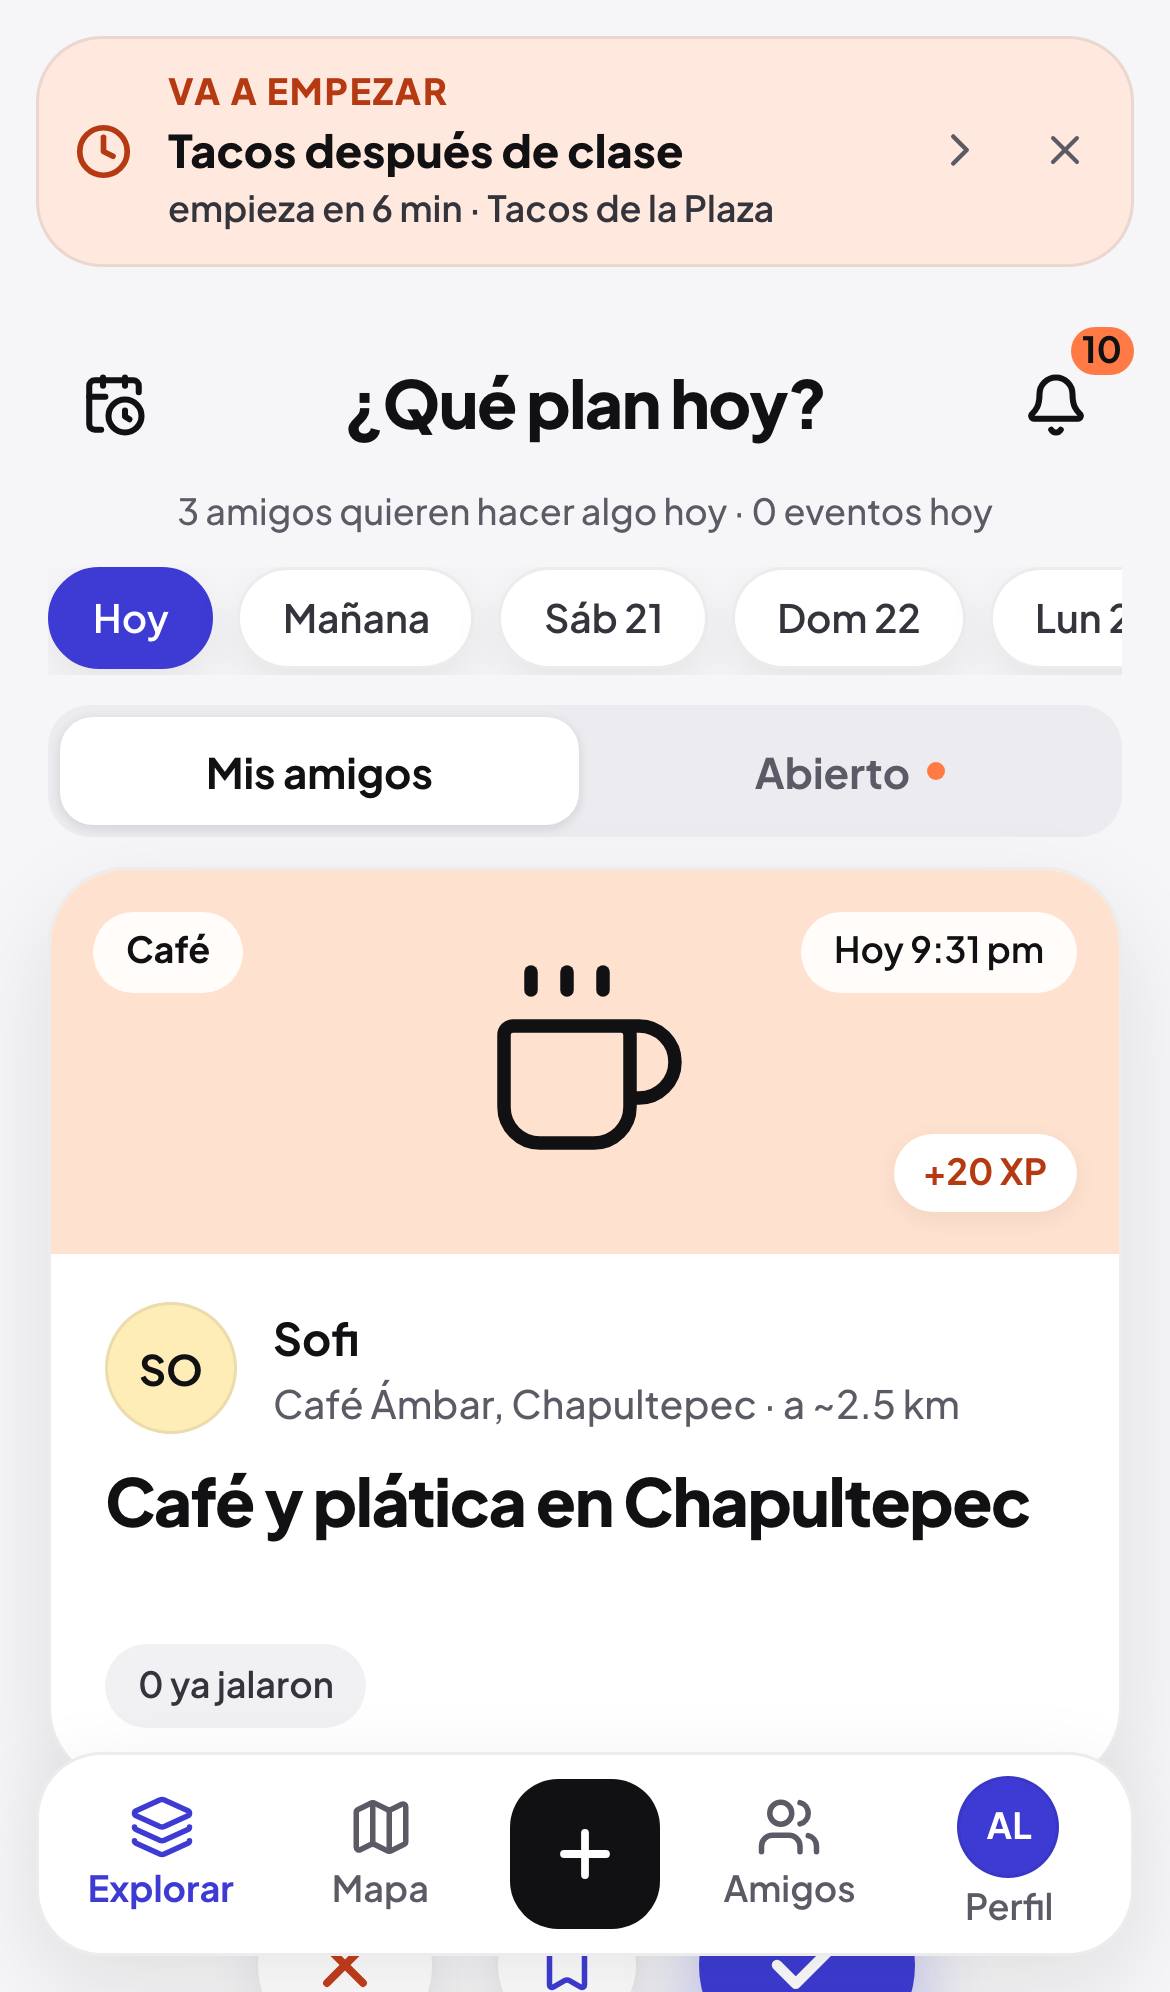 VA A EMPEZAR
Tacos después de clase
empieza en 6 min · Tacos de la Plaza
10
¿Qué plan hoy?
3 amigos quieren hacer algo hoy · 0 eventos hoy
Hoy Mañana Sáb 21 Dom 22 Lun
Mis amigos Abierto
Café Hoy 9:31 pm
+20 XP
SO
Sofi
Café Ámbar, Chapultepec · a ~2.5 km
Café y plática en Chapultepec
0 ya jalaron
AL
Explorar Mapa Amigos Perfil